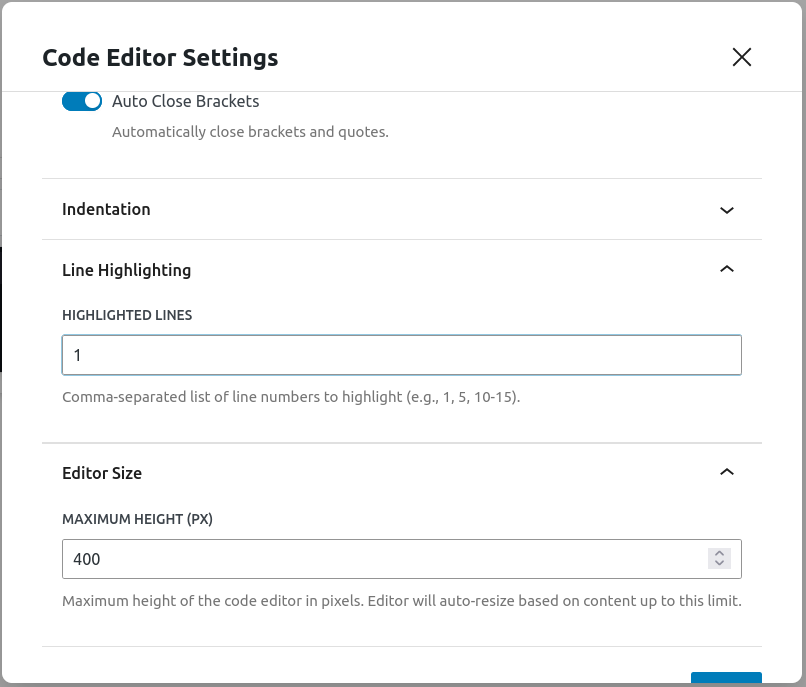 Code Editor Settings
Auto Close Brackets
Automatically close brackets and quotes.
Indentation
Line Highlighting
HIGHLIGHTED LINES
1
Comma-separated list of line numbers to highlight (e.g., 1, 5, 10-15).
Editor Size
MAXIMUM HEIGHT (PX)
400
Maximum height of the code editor in pixels. Editor will auto-resize based on content up to this limit.